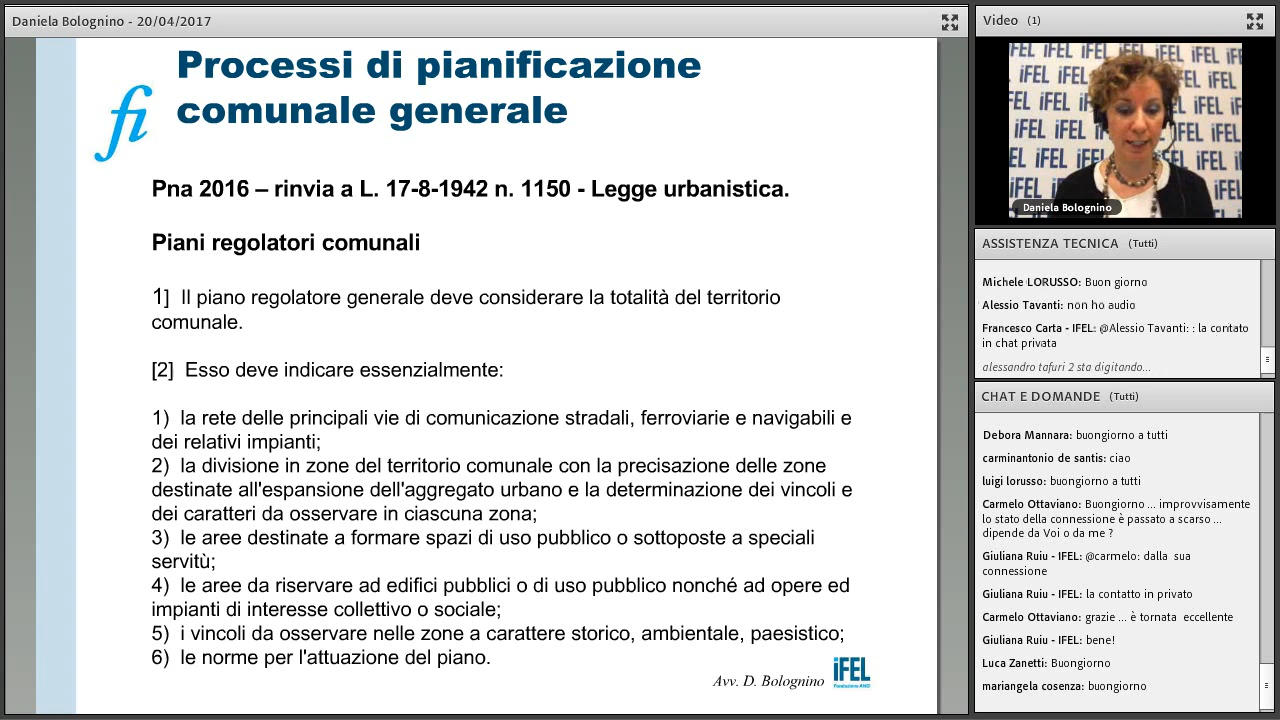 Daniela Bolognino - 20/04/2017
Processi di pianificazione
comunale generale
fi
Pna 2016 – rinvia a L. 17-8-1942 n. 1150 - Legge urbanistica.
Piani regolatori comunali
1] Il piano regolatore generale deve considerare la totalità del territorio
comunale.
[2] Esso deve indicare essenzialmente:
1) la rete delle principali vie di comunicazione stradali, ferroviarie e navigabili e
dei relativi impianti;
2) la divisione in zone del territorio comunale con la precisazione delle zone
destinate all'espansione dell'aggregato urbano e la determinazione dei vincoli e
dei caratteri da osservare in ciascuna zona;
3) le aree destinate a formare spazi di uso pubblico o sottoposte a speciali
servitù;
4) le aree da riservare ad edifici pubblici o di uso pubblico nonché ad opere ed
impianti di interesse collettivo o sociale;
5) i vincoli da osservare nelle zone a carattere storico, ambientale, paesistico;
6) le norme per l'attuazione del piano.
Avv. D. Bolognino
iFEL
Fondazione ANCI
Video (1)
iFEL iFEL iFEL iFEL
Daniela Bolognino
ASSISTENZA TECNICA (Tutti)
Michele LORUSSO: Buon giorno
Alessio Tavanti: non ho audio
Francesco Carta - IFEL: @Alessio Tavanti: : la contato
in chat privata
alessandro tafuri 2 sta digitando...
CHAT E DOMANDE (Tutti)
Debora Mannara: buongiorno a tutti
carminantonio de santis: ciao
luigi lorusso: buongiorno a tutti
Carmelo Ottaviano: Buongiorno ... improvvisamente
lo stato della connessione è passato a scarso ...
dipende da Voi o da me ?
Giuliana Ruiu - IFEL: @carmelo: dalla sua
connessione
Giuliana Ruiu - IFEL: la contatto in privato
Carmelo Ottaviano: grazie ... è tornata eccellente
Giuliana Ruiu - IFEL: bene!
Luca Zanetti: Buongiorno
mariangela cosenza: buongiorno